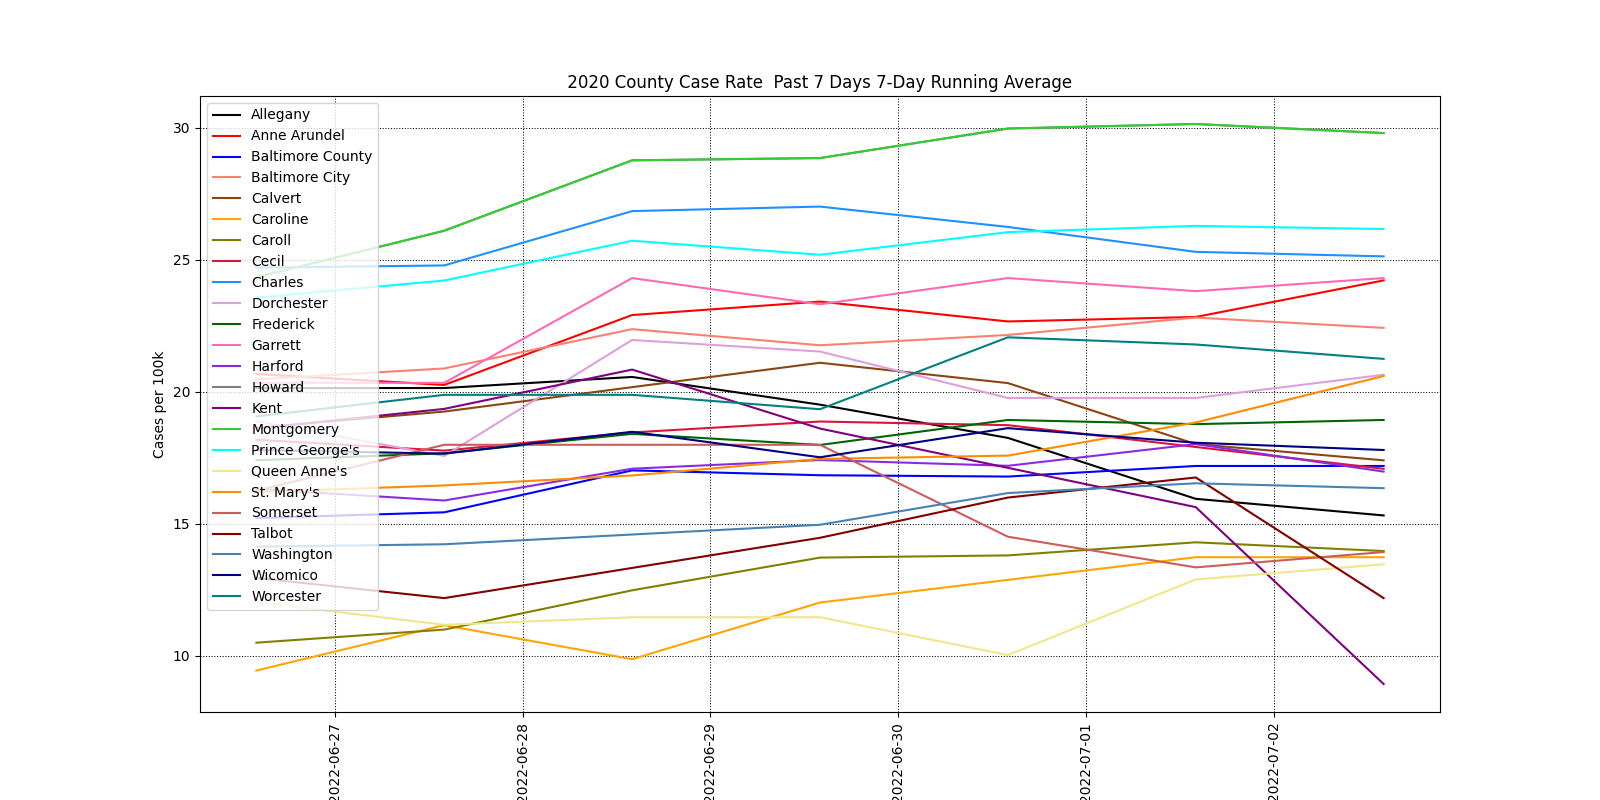 2020 County Case Rate  Past 7 Days 7-Day Running Average
Cases per 100k
30
25
20
15
10
Allegany
Anne Arundel
Baltimore County
Baltimore City
Calvert
Caroline
Caroll
Cecil
Charles
Dorchester
Frederick
Garrett
Harford
Howard
Kent
Montgomery
Prince George's
Queen Anne's
St. Mary's
Somerset
Talbot
Washington
Wicomico
Worcester
2022-06-27
2022-06-28
2022-06-29
2022-06-30
2022-07-01
2022-07-02